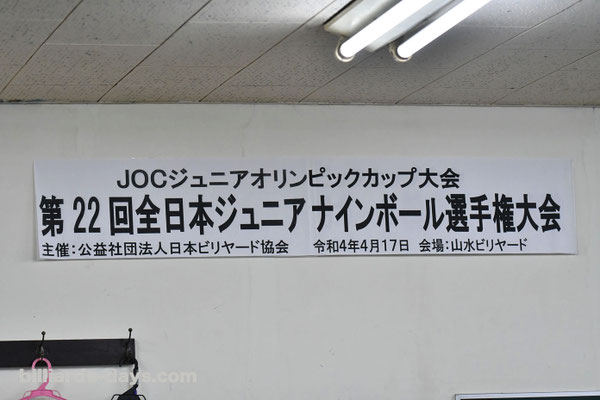 JOCジュニアオリンピックカップ大会
第22回全日本ジュニア ナインボール選手権大会
主催：公益社団法人日本ビリヤード協会　令和4年4月17日　会場：山水ビリヤード
billiards-days.com